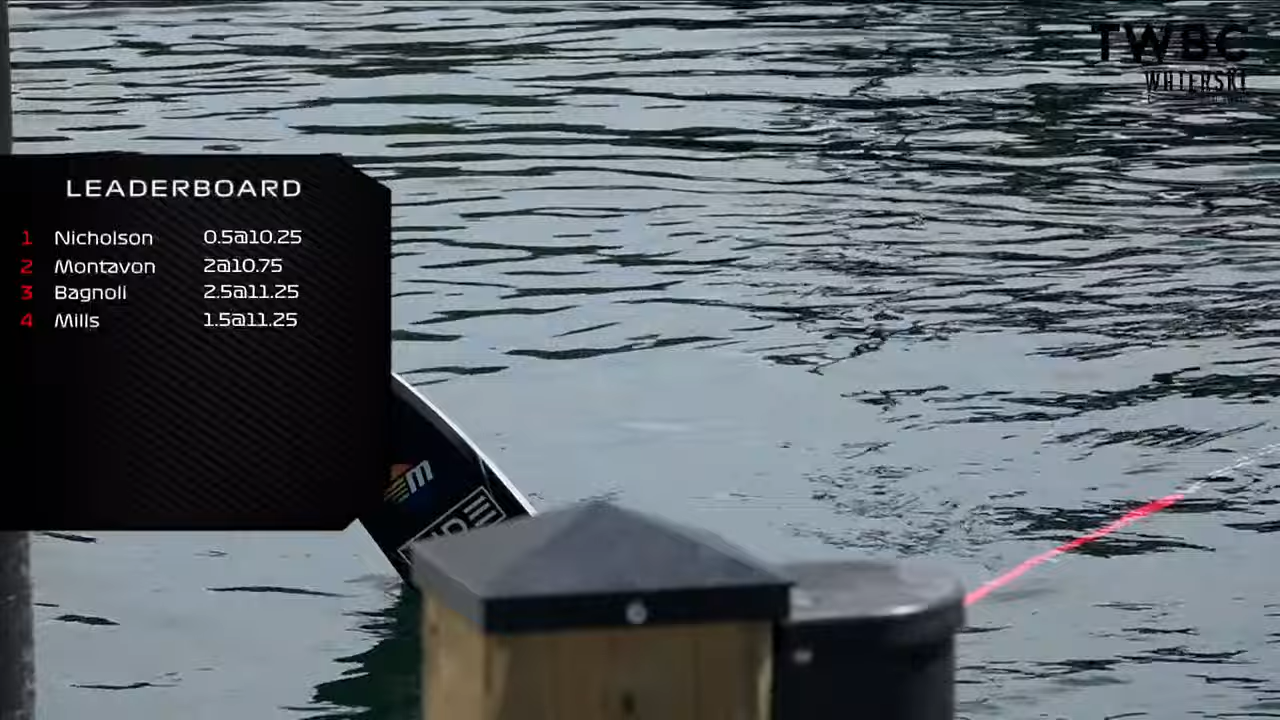 TWBC
WATERSKI
LEADERBOARD
1 Nicholson 0.5@10.25
2 Montavon 2@10.75
3 Bagnoli 2.5@11.25
4 Mills 1.5@11.25
m